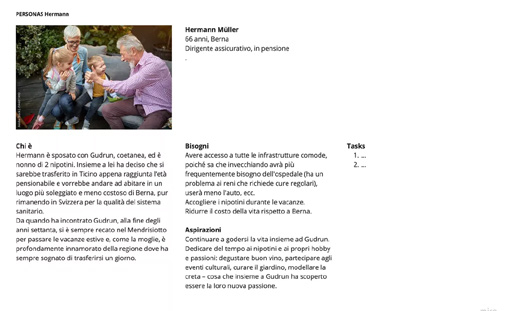 PERSONAS Hermann
Hermann Müller
66 anni, Berna
Dirigente assicurativo, in pensione
.
Chi è
Hermann è sposato con Gudrun, coetanea, ed è
nonno di 2 nipotini. Insieme a lei ha deciso che si
sarebbe trasferito in Ticino appena raggiunta l'età
pensionabile e vorrebbe andare ad abitare in un
luogo più soleggiato e meno costoso di Berna, pur
rimanendo in Svizzera per la qualità del sistema
sanitario.
Da quando ha incontrato Gudrun, alla fine degli
anni settanta, si è sempre recato nel Mendrisiotto
per passare le vacanze estive e, come la moglie, è
profondamente innamorato della regione dove ha
sempre sognato di trasferirsi un giorno.
Bisogni
Avere accesso a tutte le infrastrutture comode,
poiché sa che invecchiando avrà più
frequentemente bisogno dell'ospedale (ha un
problema ai reni che richiede cure regolari),
userà meno l'auto, ecc.
Accogliere i nipotini durante le vacanze.
Ridurre il costo della vita rispetto a Berna.
Aspirazioni
Continuare a godersi la vita insieme ad Gudrun.
Dedicare del tempo ai nipotini e ai propri hobby
e passioni: degustare buon vino, partecipare agli
eventi culturali, curare il giardino, modellare la
creta – cosa che insieme a Gudrun ha scoperto
essere la loro nuova passione.
Tasks
1. ...
2. ...